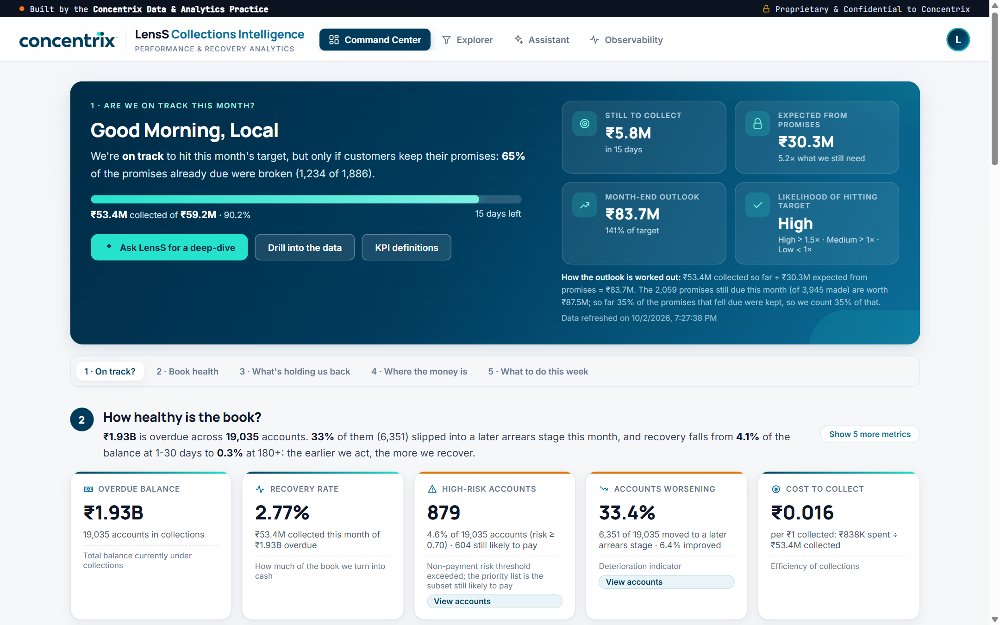 Built by the Concentrix Data & Analytics Practice
Proprietary & Confidential to Concentrix
concentrix
LensS Collections Intelligence
PERFORMANCE & RECOVERY ANALYTICS
Command Center
Explorer
Assistant
Observability
L
1 · ARE WE ON TRACK THIS MONTH?
Good Morning, Local
We're on track to hit this month's target, but only if customers keep their promises: 65%
of the promises already due were broken (1,234 of 1,886).
₹53.4M collected of ₹59.2M · 90.2%
15 days left
Ask LensS for a deep-dive
Drill into the data
KPI definitions
STILL TO COLLECT
₹5.8M
in 15 days
EXPECTED FROM
PROMISES
₹30.3M
5.2× what we still need
MONTH-END OUTLOOK
₹83.7M
141% of target
LIKELIHOOD OF HITTING
TARGET
High
High ≥ 1.5× · Medium ≥ 1× ·
Low < 1×
How the outlook is worked out: ₹53.4M collected so far + ₹30.3M expected from
promises = ₹83.7M. The 2,059 promises still due this month (of 3,945 made) are worth
₹87.5M; so far 35% of the promises that fell due were kept, so we count 35% of that.
Data refreshed on 10/2/2026, 7:27:38 PM
1 · On track?
2 · Book health
3 · What's holding us back
4 · Where the money is
5 · What to do this week
2
How healthy is the book?
₹1.93B is overdue across 19,035 accounts. 33% of them (6,351) slipped into a later arrears stage this month, and recovery falls from 4.1% of the
balance at 1-30 days to 0.3% at 180+: the earlier we act, the more we recover.
Show 5 more metrics
OVERDUE BALANCE
₹1.93B
19,035 accounts in collections
Total balance currently under
collections
RECOVERY RATE
2.77%
₹53.4M collected this month of
₹1.93B overdue
How much of the book we turn into
cash
HIGH-RISK ACCOUNTS
879
4.6% of 19,035 accounts (risk ≥
0.70) · 604 still likely to pay
Non-payment risk threshold
exceeded; the priority list is the
subset still likely to pay
View accounts
ACCOUNTS WORSENING
33.4%
6,351 of 19,035 moved to a later
arrears stage · 6.4% improved
Deterioration indicator
View accounts
COST TO COLLECT
₹0.016
per ₹1 collected: ₹838K spent ÷
₹53.4M collected
Efficiency of collections